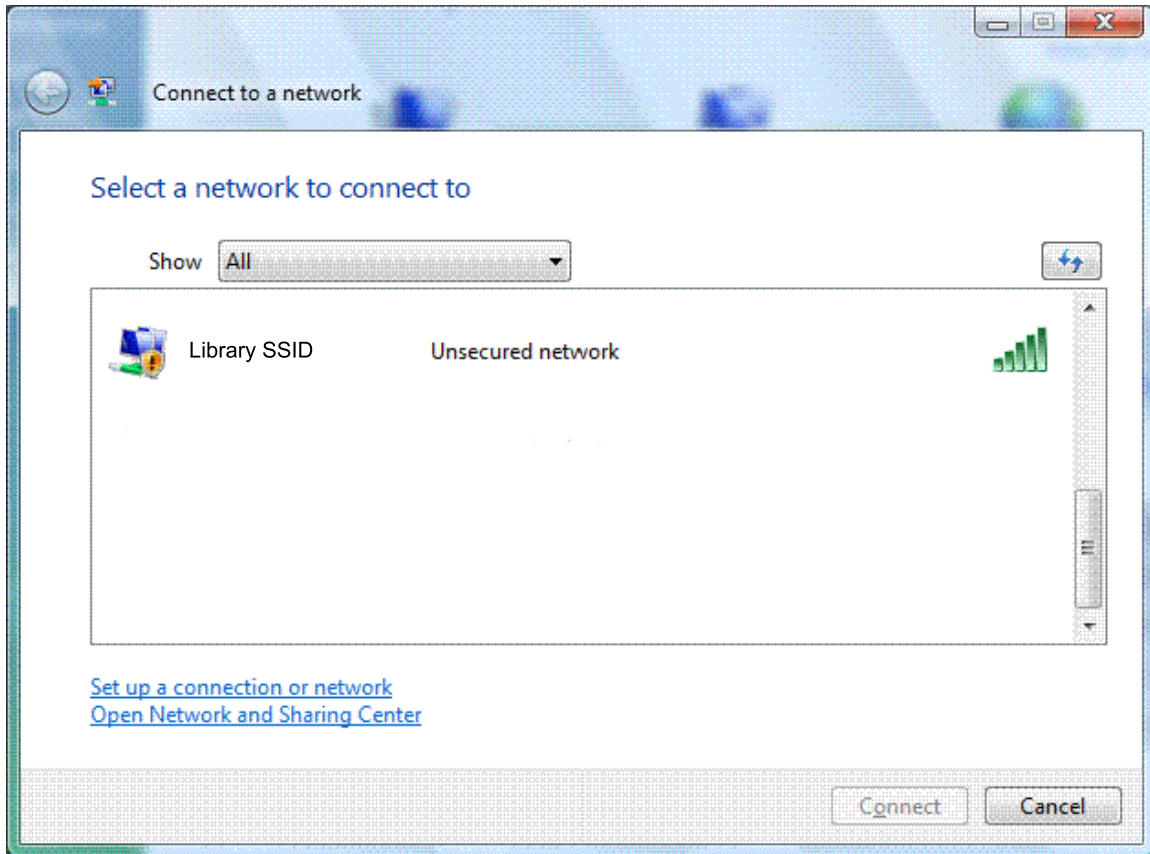 Connect to a network
Select a network to connect to
Show All
Library SSID Unsecured network
Set up a connection or network
Open Network and Sharing Center
Connect Cancel